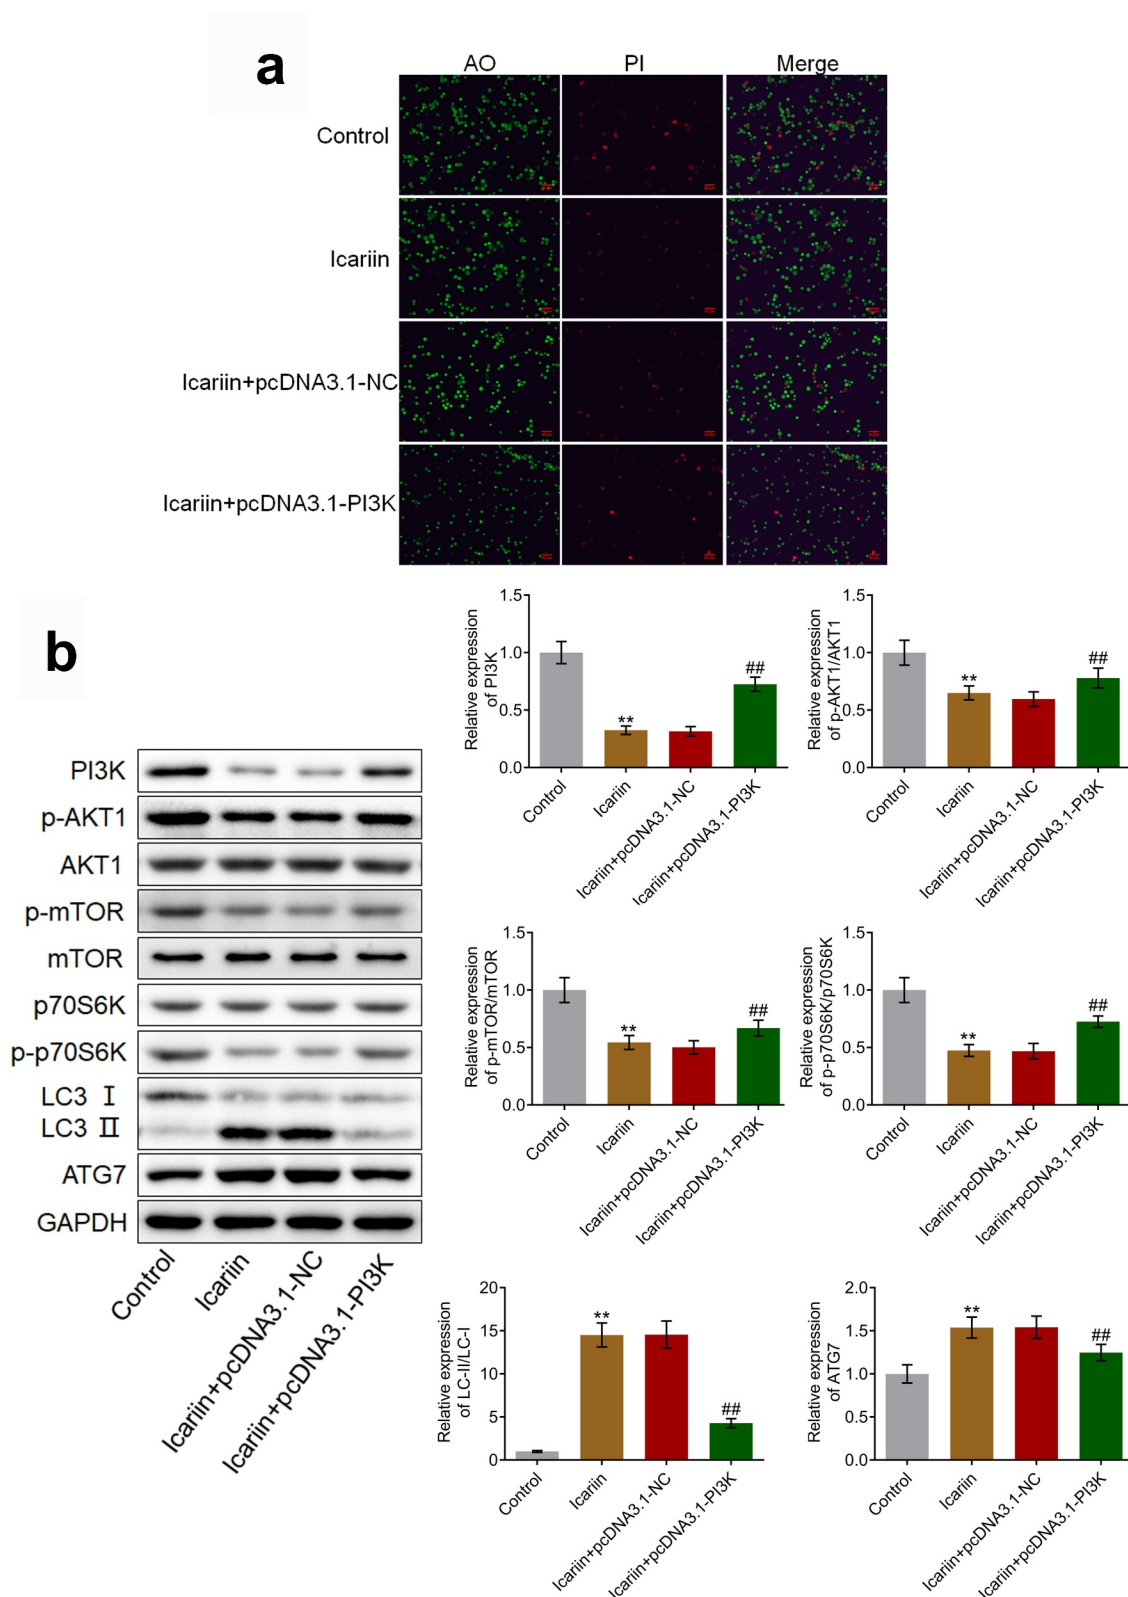 a
AO PI Merge
Control
Icariin
Icariin+pcDNA3.1-NC
Icariin+pcDNA3.1-PI3K
b
PI3K
p-AKT1
AKT1
p-mTOR
mTOR
p70S6K
p-p70S6K
LC3 Ⅰ
LC3 Ⅱ
ATG7
GAPDH
Control
Icariin
Icariin+pcDNA3.1-NC
Icariin+pcDNA3.1-PI3K
Relative expression
of PI3K
1.5
1.0
0.5
0.0
**
##
Control
Icariin
Icariin+pcDNA3.1-NC
Icariin+pcDNA3.1-PI3K
Relative expression
of p-AKT1/AKT1
1.5
1.0
0.5
0.0
**
##
Control
Icariin
Icariin+pcDNA3.1-NC
Icariin+pcDNA3.1-PI3K
Relative expression
of p-mTOR/mTOR
1.5
1.0
0.5
0.0
**
##
Control
Icariin
Icariin+pcDNA3.1-NC
Icariin+pcDNA3.1-PI3K
Relative expression
of p-p70S6K/p70S6K
1.5
1.0
0.5
0.0
**
##
Control
Icariin
Icariin+pcDNA3.1-NC
Icariin+pcDNA3.1-PI3K
Relative expression
of LC-II/LC-I
20
15
10
5
0
**
##
Control
Icariin
Icariin+pcDNA3.1-NC
Icariin+pcDNA3.1-PI3K
Relative expression
of ATG7
2.0
1.5
1.0
0.5
0.0
**
##
Control
Icariin
Icariin+pcDNA3.1-NC
Icariin+pcDNA3.1-PI3K